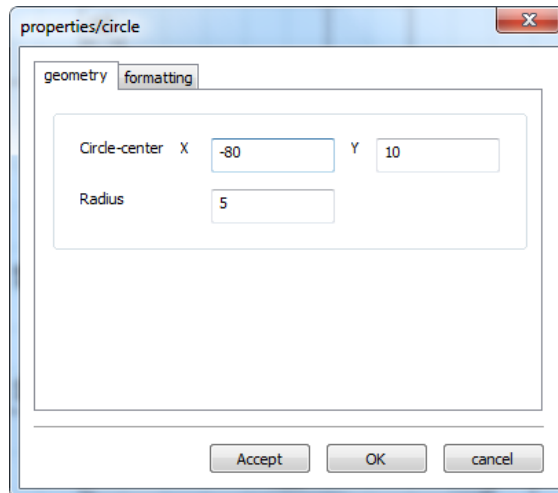 properties/circle
geometry formatting
Circle-center X -80 Y 10
Radius 5
Accept OK cancel